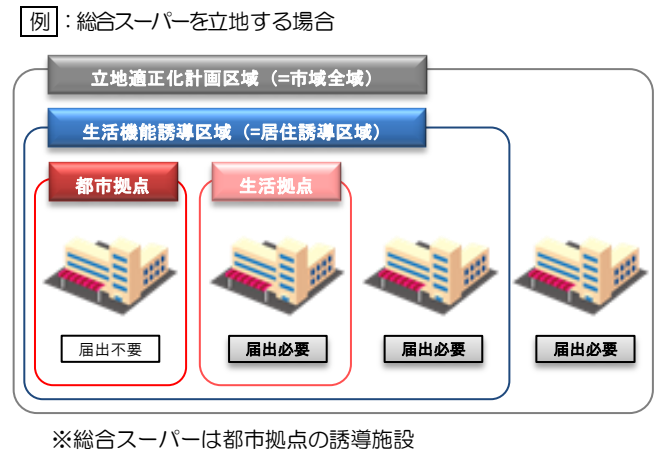 例：総合スーパーを立地する場合
立地適正化計画区域（=市域全域）
生活機能誘導区域（=居住誘導区域）
都市拠点
生活拠点
届出不要
届出必要
届出必要
届出必要
※総合スーパーは都市拠点の誘導施設